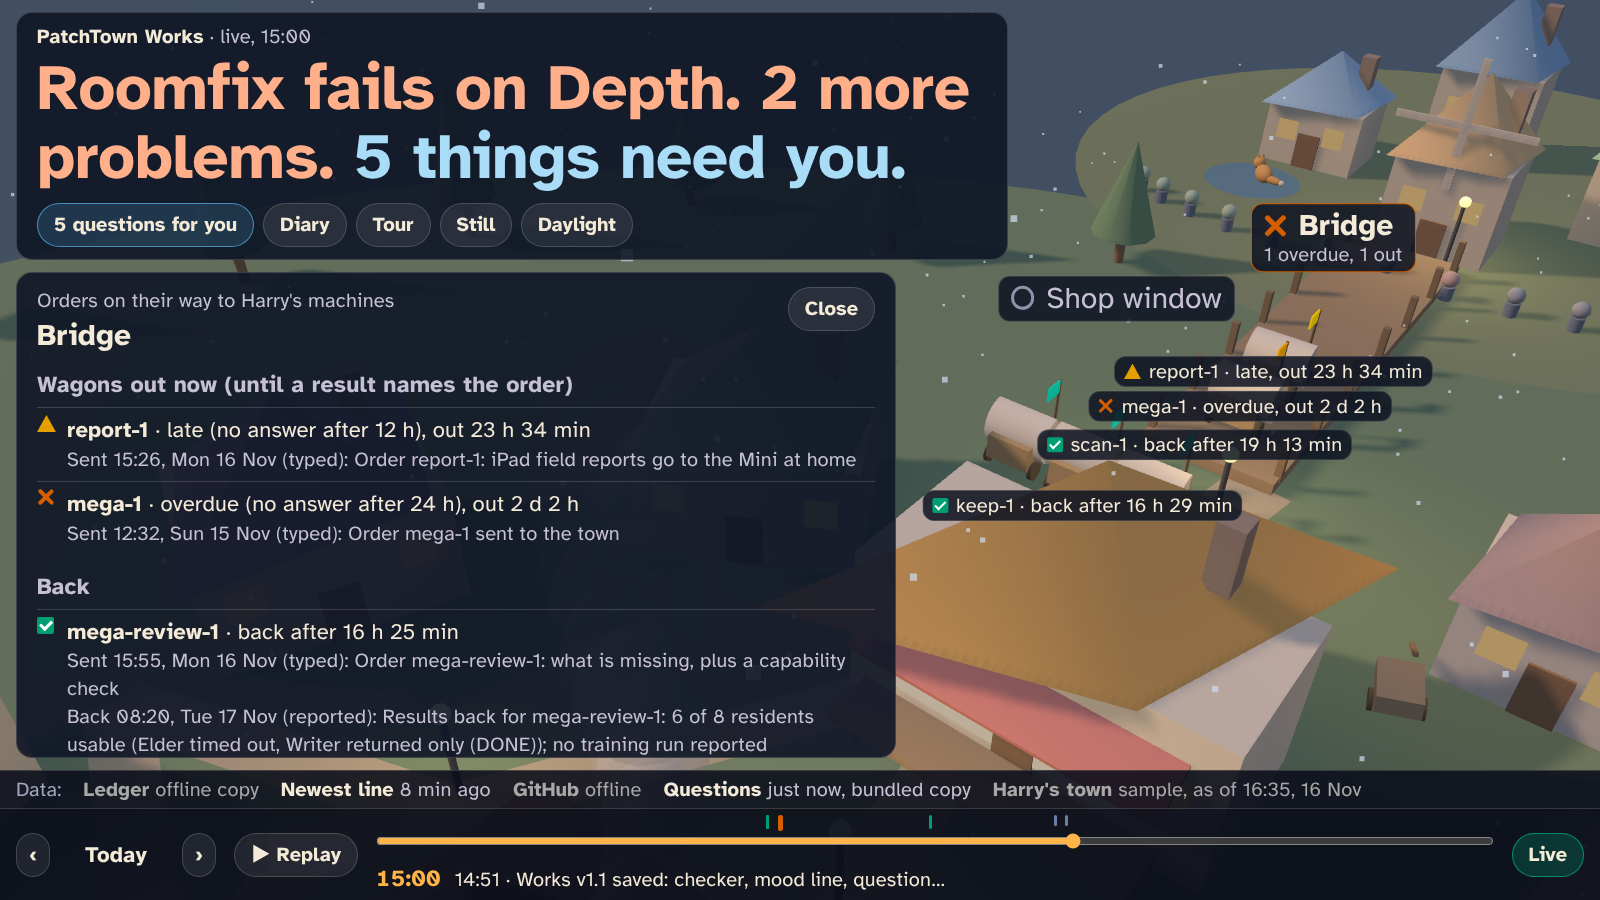 PatchTown Works · live, 15:00
Roomfix fails on Depth. 2 more
problems. 5 things need you.
5 questions for you
Diary
Tour
Still
Daylight
Orders on their way to Harry's machines
Bridge
Close
Wagons out now (until a result names the order)
report-1 · late (no answer after 12 h), out 23 h 34 min
Sent 15:26, Mon 16 Nov (typed): Order report-1: iPad field reports go to the Mini at home
mega-1 · overdue (no answer after 24 h), out 2 d 2 h
Sent 12:32, Sun 15 Nov (typed): Order mega-1 sent to the town
Back
mega-review-1 · back after 16 h 25 min
Sent 15:55, Mon 16 Nov (typed): Order mega-review-1: what is missing, plus a capability
check
Back 08:20, Tue 17 Nov (reported): Results back for mega-review-1: 6 of 8 residents
usable (Elder timed out, Writer returned only (DONE)); no training run reported
Bridge
1 overdue, 1 out
Shop window
report-1 · late, out 23 h 34 min
mega-1 · overdue, out 2 d 2 h
scan-1 · back after 19 h 13 min
keep-1 · back after 16 h 29 min
Data: Ledger offline copy Newest line 8 min ago GitHub offline Questions just now, bundled copy Harry's town sample, as of 16:35, 16 Nov
‹ Today › ▶ Replay
Live
15:00 14:51 · Works v1.1 saved: checker, mood line, question…